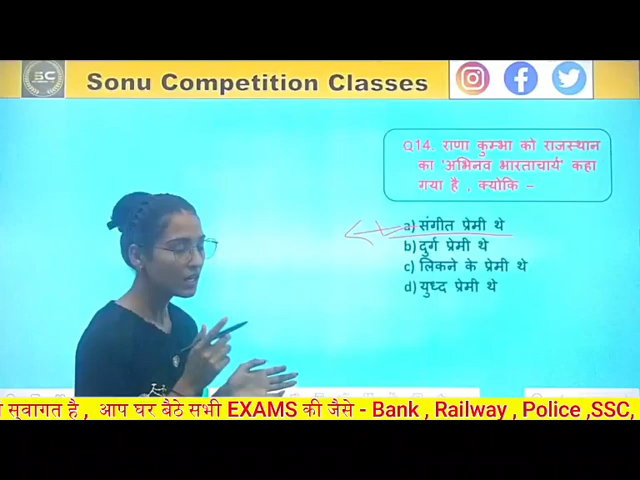 SC
Sonu Competition Classes
Q14. राणा कुम्भा को राजस्थान
का 'अभिनव भारताचार्य' कहा
गया है , क्योकि –
a) संगीत प्रेमी थे
b) दुर्ग प्रेमी थे
c) लिकने के प्रेमी थे
d) युध्द प्रेमी थे
स्वागत है , आप घर बैठे सभी EXAMS की जैसे - Bank , Railway , Police ,SSC,